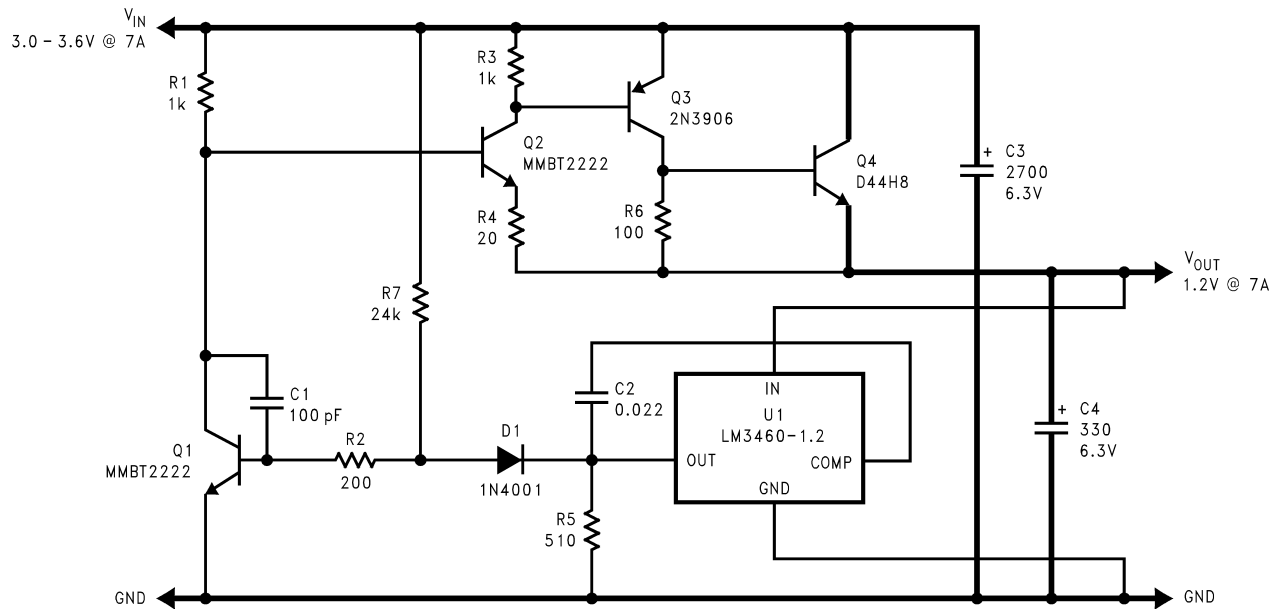 V_IN
3.0 – 3.6V @ 7A
R1
1k
R3
1k
Q3
2N3906
Q2
MMBT2222
Q4
D44H8
+ C3
2700
6.3V
R4
20
R6
100
V_OUT
1.2V @ 7A
R7
24k
C1
100 pF
C2
0.022
IN
U1
LM3460-1.2
OUT
COMP
GND
+ C4
330
6.3V
Q1
MMBT2222
R2
200
D1
1N4001
R5
510
GND
GND